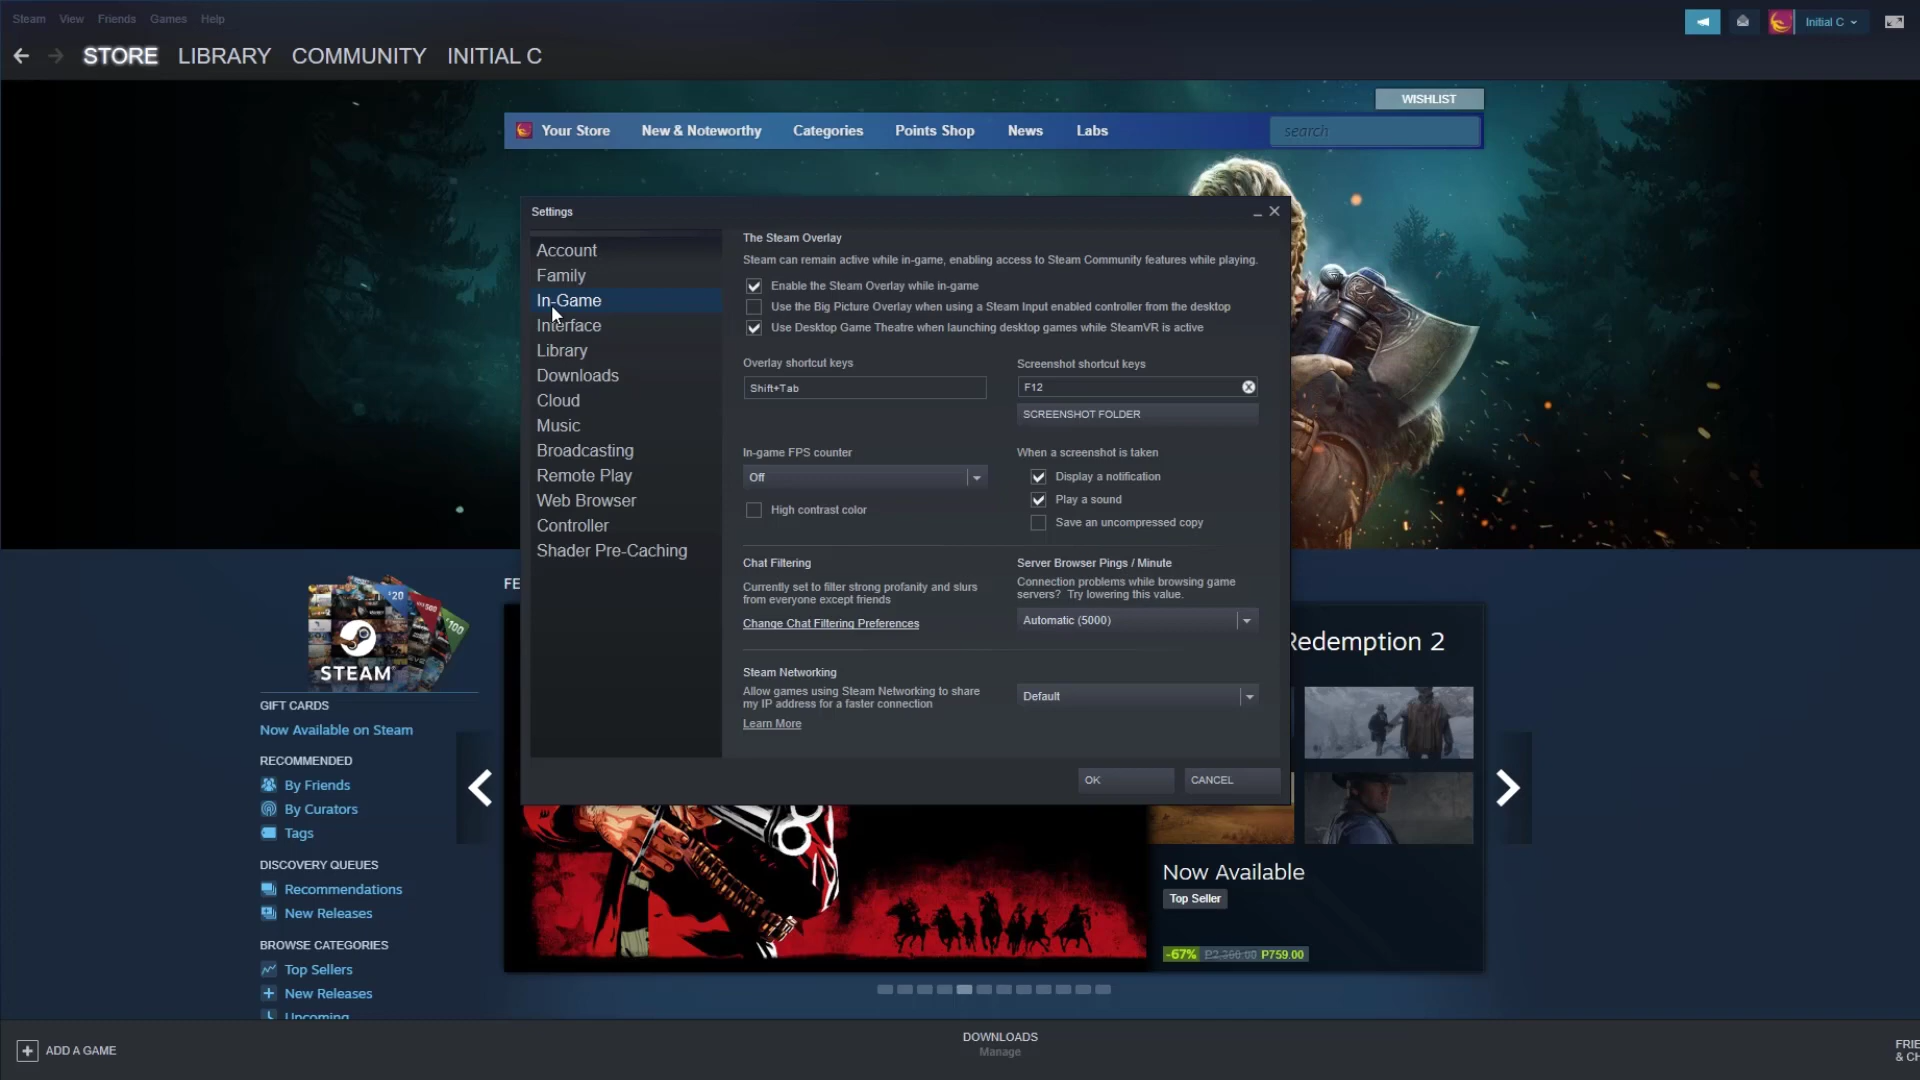 Steam View Friends Games Help
Initial C
STORE LIBRARY COMMUNITY INITIAL C
WISHLIST
Your Store New & Noteworthy Categories Points Shop News Labs
search
Settings
Account
Family
In-Game
Interface
Library
Downloads
Cloud
Music
Broadcasting
Remote Play
Web Browser
Controller
Shader Pre-Caching
The Steam Overlay
Steam can remain active while in-game, enabling access to Steam Community features while playing.
Enable the Steam Overlay while in-game
Use the Big Picture Overlay when using a Steam Input enabled controller from the desktop
Use Desktop Game Theatre when launching desktop games while SteamVR is active
Overlay shortcut keys
Shift+Tab
Screenshot shortcut keys
F12
SCREENSHOT FOLDER
In-game FPS counter
Off
High contrast color
When a screenshot is taken
Display a notification
Play a sound
Save an uncompressed copy
Chat Filtering
Currently set to filter strong profanity and slurs
from everyone except friends
Change Chat Filtering Preferences
Server Browser Pings / Minute
Connection problems while browsing game
servers? Try lowering this value.
Automatic (5000)
Steam Networking
Allow games using Steam Networking to share
my IP address for a faster connection
Learn More
Default
OK CANCEL
FE
Redemption 2
Now Available
Top Seller
-67% P2,300.00 P759.00
$20
$100
STEAM
GIFT CARDS
Now Available on Steam
RECOMMENDED
By Friends
By Curators
Tags
DISCOVERY QUEUES
Recommendations
New Releases
BROWSE CATEGORIES
Top Sellers
New Releases
Upcoming
ADD A GAME
DOWNLOADS
Manage
FRIE
& CH